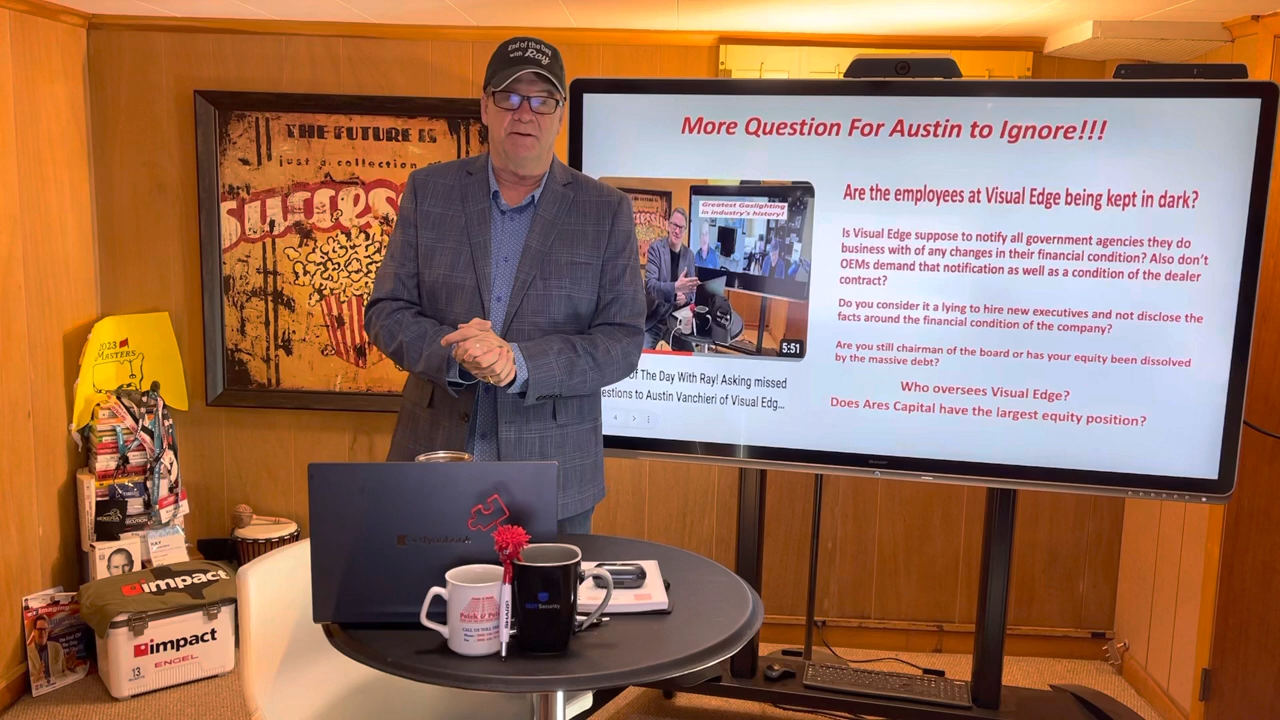 End of the Day
with Ray
THE FUTURE IS
just a collection
success
More Question For Austin to Ignore!!!
Greatest Gaslighting
in industry's history!
5:51
Of The Day With Ray! Asking missed
estions to Austin Vanchieri of Visual Edg...
Are the employees at Visual Edge being kept in dark?
Is Visual Edge suppose to notify all government agencies they do
business with of any changes in their financial condition? Also don't
OEMs demand that notification as well as a condition of the dealer
contract?
Do you consider it a lying to hire new executives and not disclose the
facts around the financial condition of the company?
Are you still chairman of the board or has your equity been dissolved
by the massive debt?
Who oversees Visual Edge?
Does Ares Capital have the largest equity position?
SHARP
2023
MASTERS
impact
impact
ENGEL
13
SHARP
Security